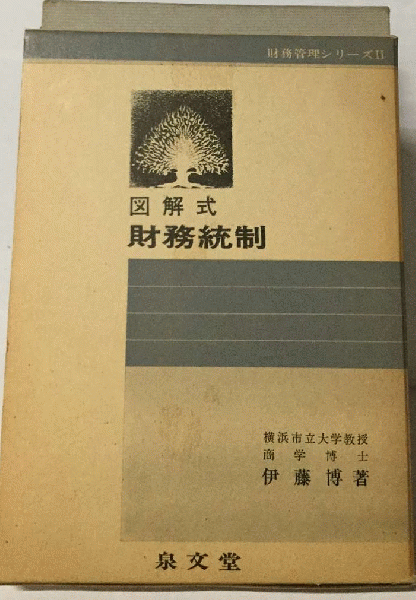 財務管理シリーズII
図解式
財務統制
横浜市立大学教授
商学博士
伊藤博著
泉文堂